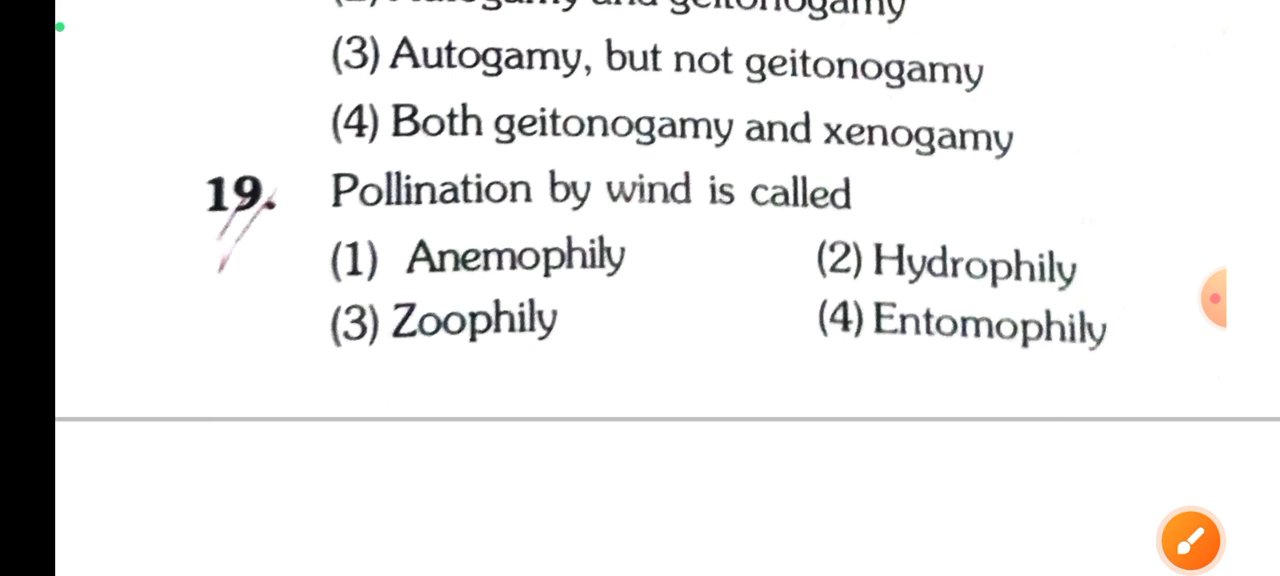 (3) Autogamy, but not geitonogamy
(4) Both geitonogamy and xenogamy
19. Pollination by wind is called
(1) Anemophily (2) Hydrophily
(3) Zoophily (4) Entomophily